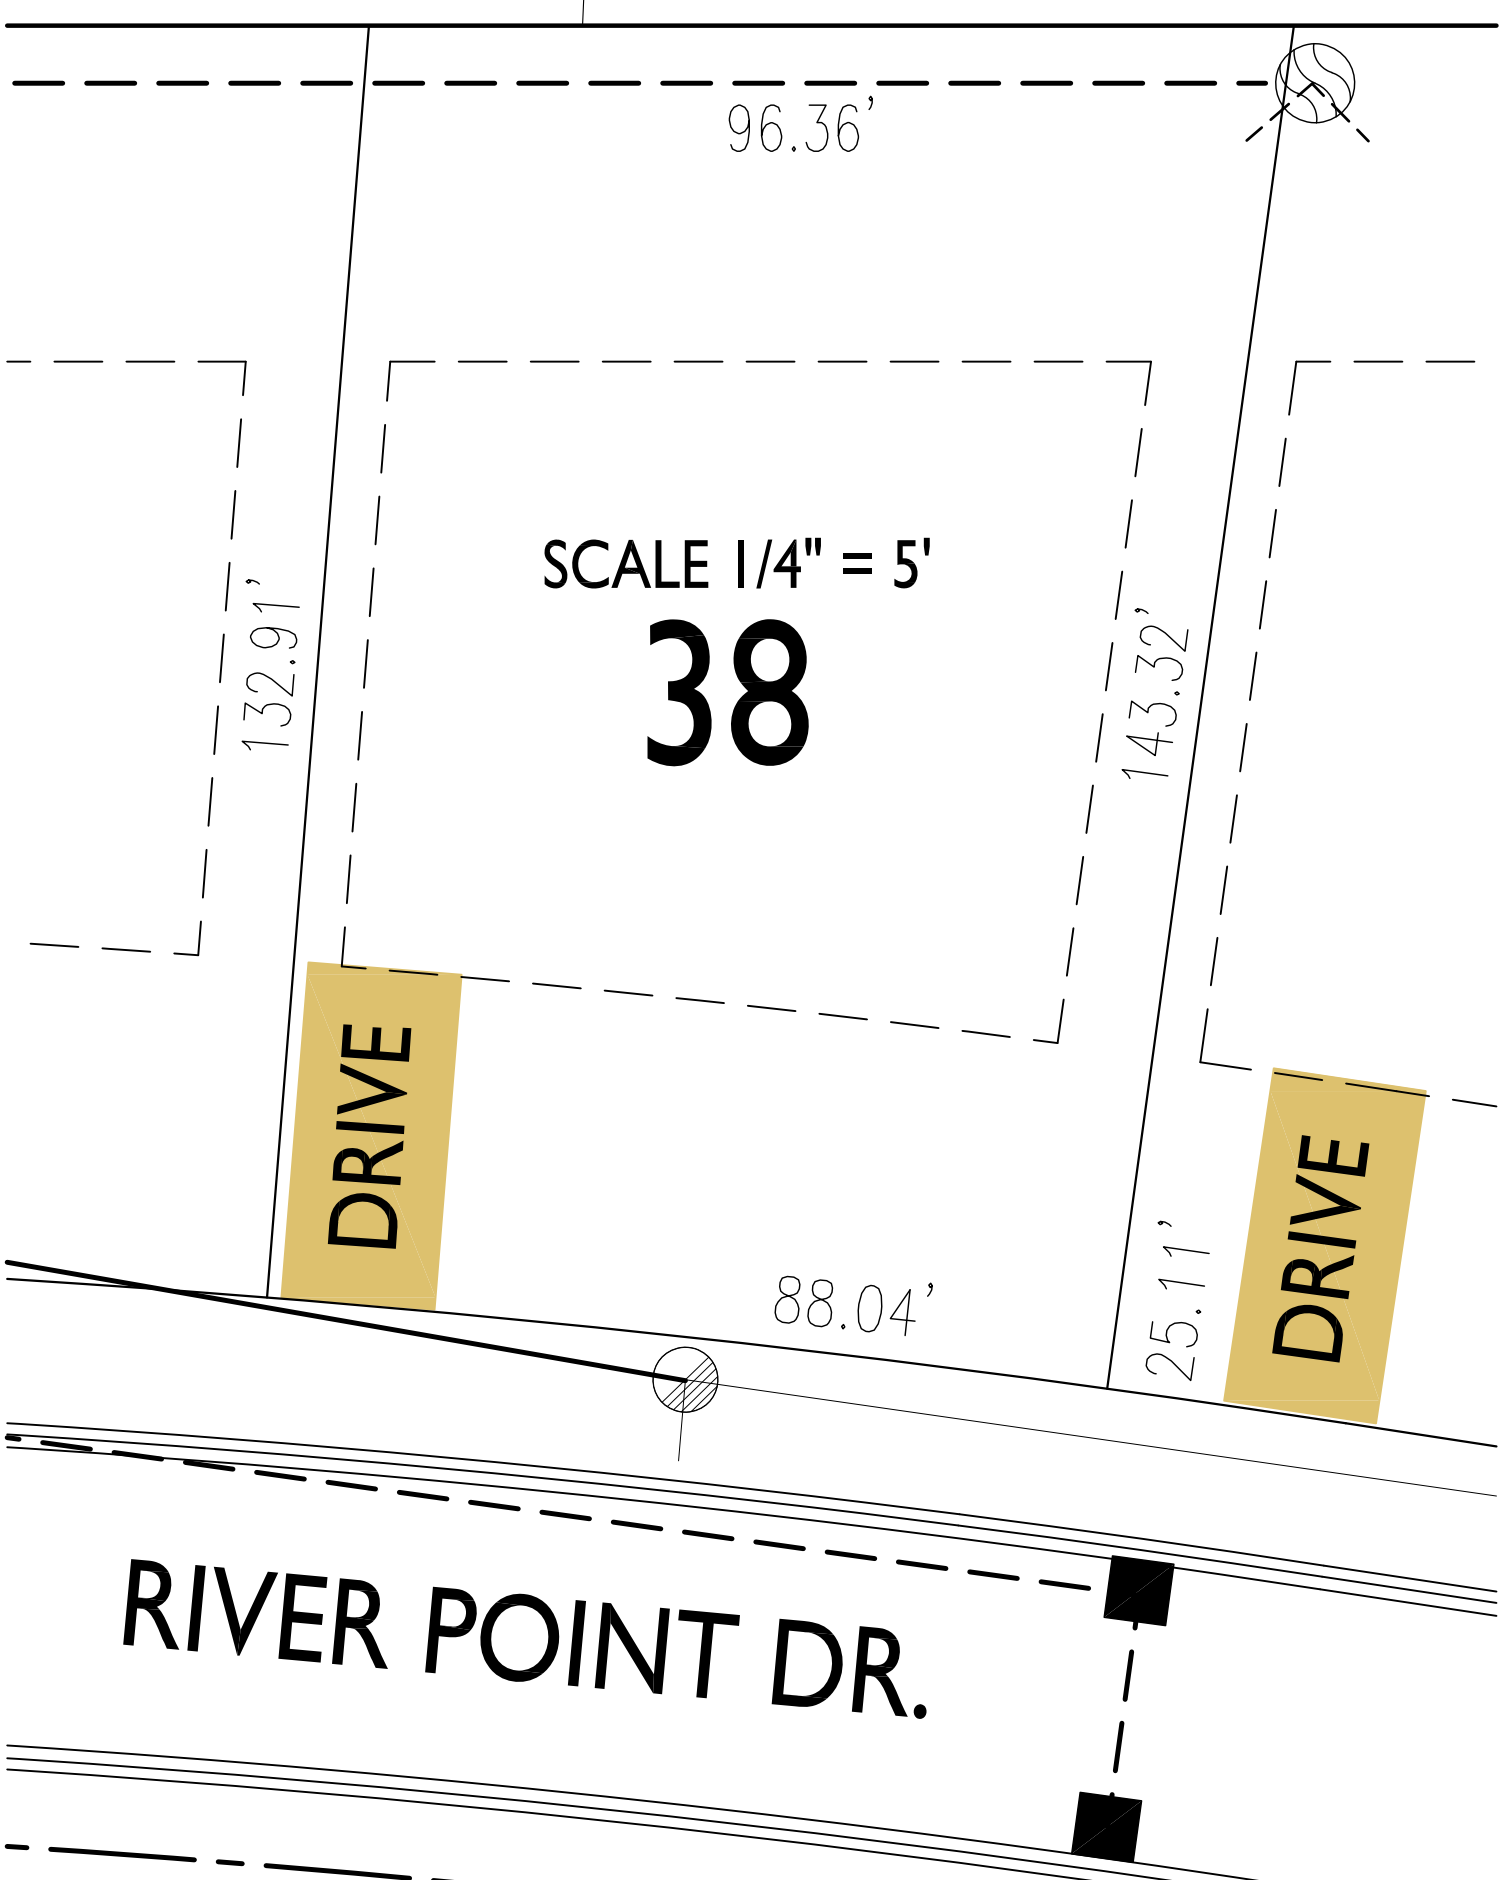 96.36'
SCALE 1/4" = 5'
38
132.91'
143.32'
DRIVE
DRIVE
88.04'
25.11'
RIVER POINT DR.